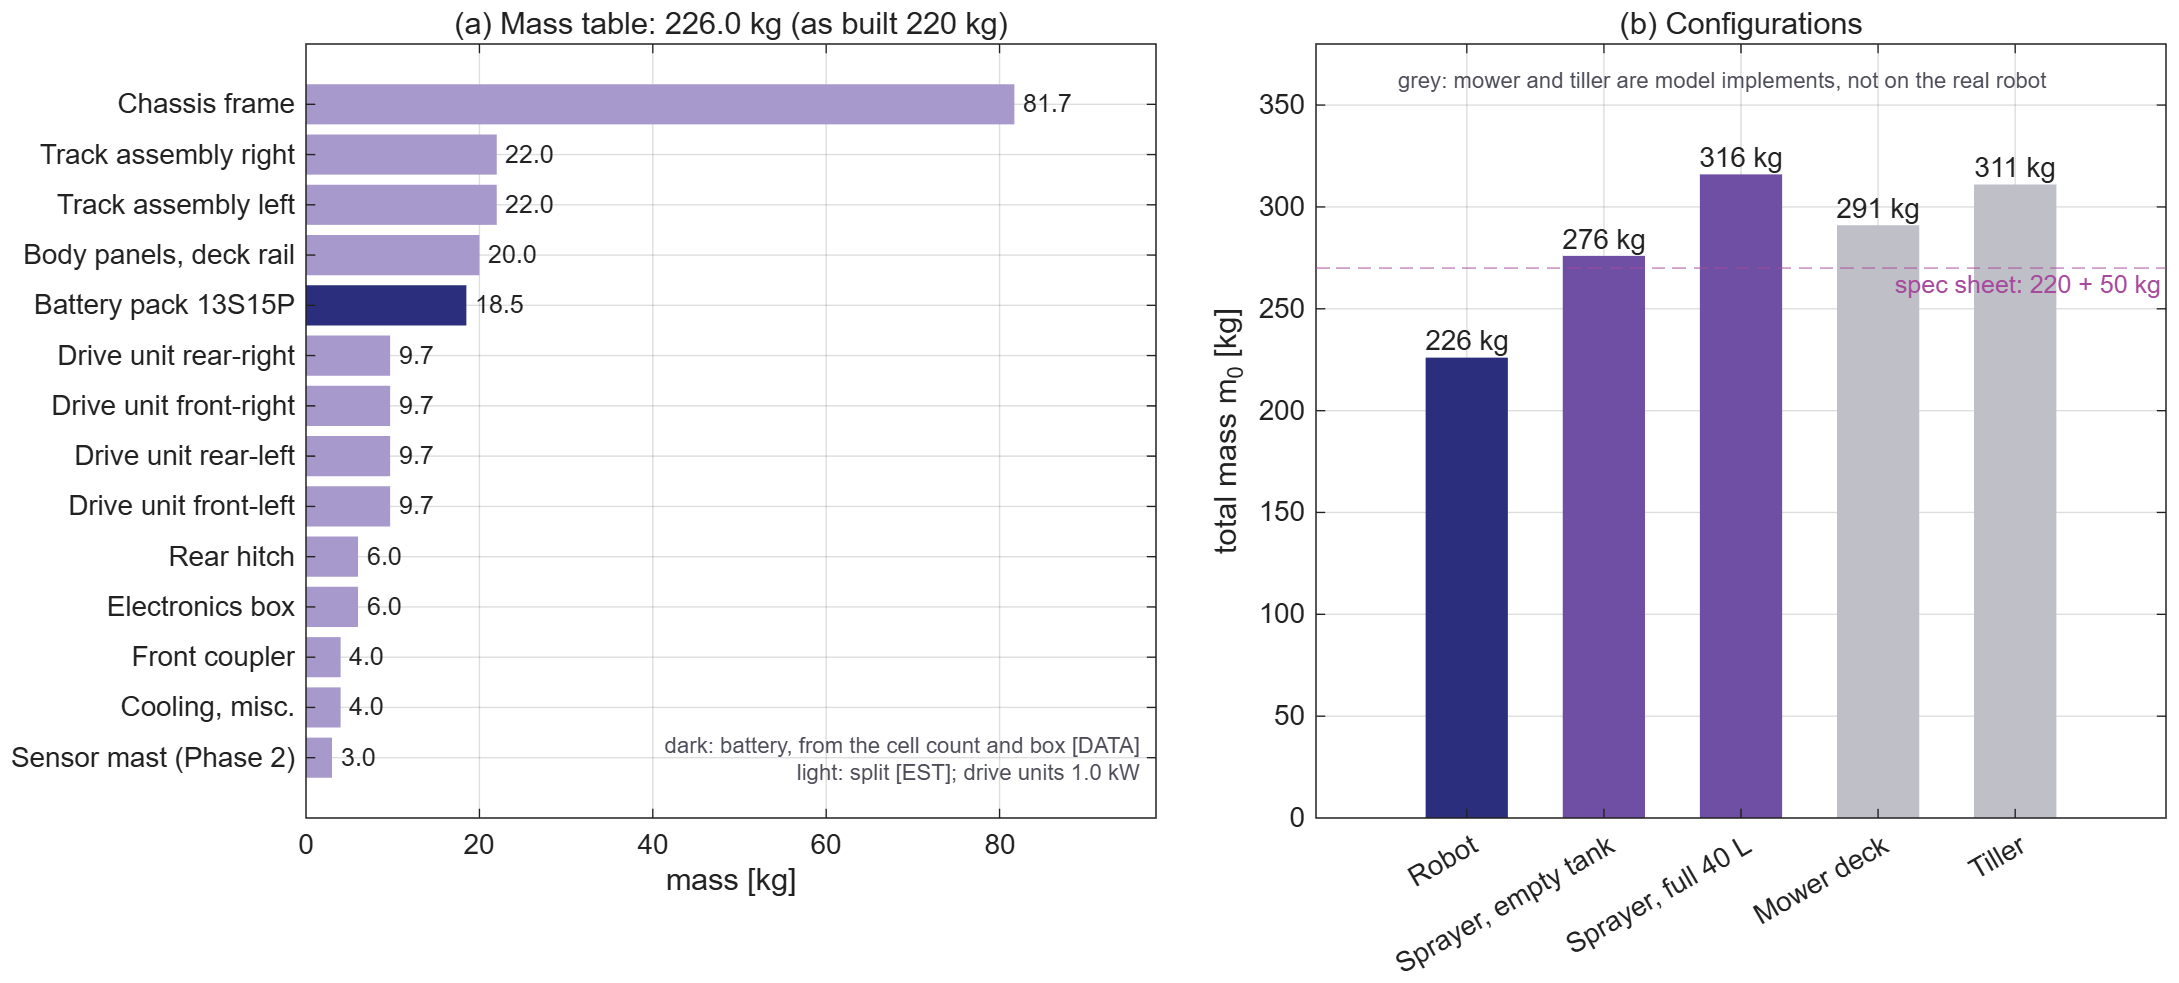 (a) Mass table: 226.0 kg (as built 220 kg)
Chassis frame
81.7
Track assembly right
22.0
Track assembly left
22.0
Body panels, deck rail
20.0
Battery pack 13S15P
18.5
Drive unit rear-right
9.7
Drive unit front-right
9.7
Drive unit rear-left
9.7
Drive unit front-left
9.7
Rear hitch
6.0
Electronics box
6.0
Front coupler
4.0
Cooling, misc.
4.0
Sensor mast (Phase 2)
3.0
dark: battery, from the cell count and box [DATA]
light: split [EST]; drive units 1.0 kW
0
20
40
60
80
mass [kg]
(b) Configurations
grey: mower and tiller are model implements, not on the real robot
total mass m₀ [kg]
350
300
250
200
150
100
50
0
226 kg
276 kg
316 kg
291 kg
311 kg
spec sheet: 220 + 50 kg
Robot
Sprayer, empty tank
Sprayer, full 40 L
Mower deck
Tiller